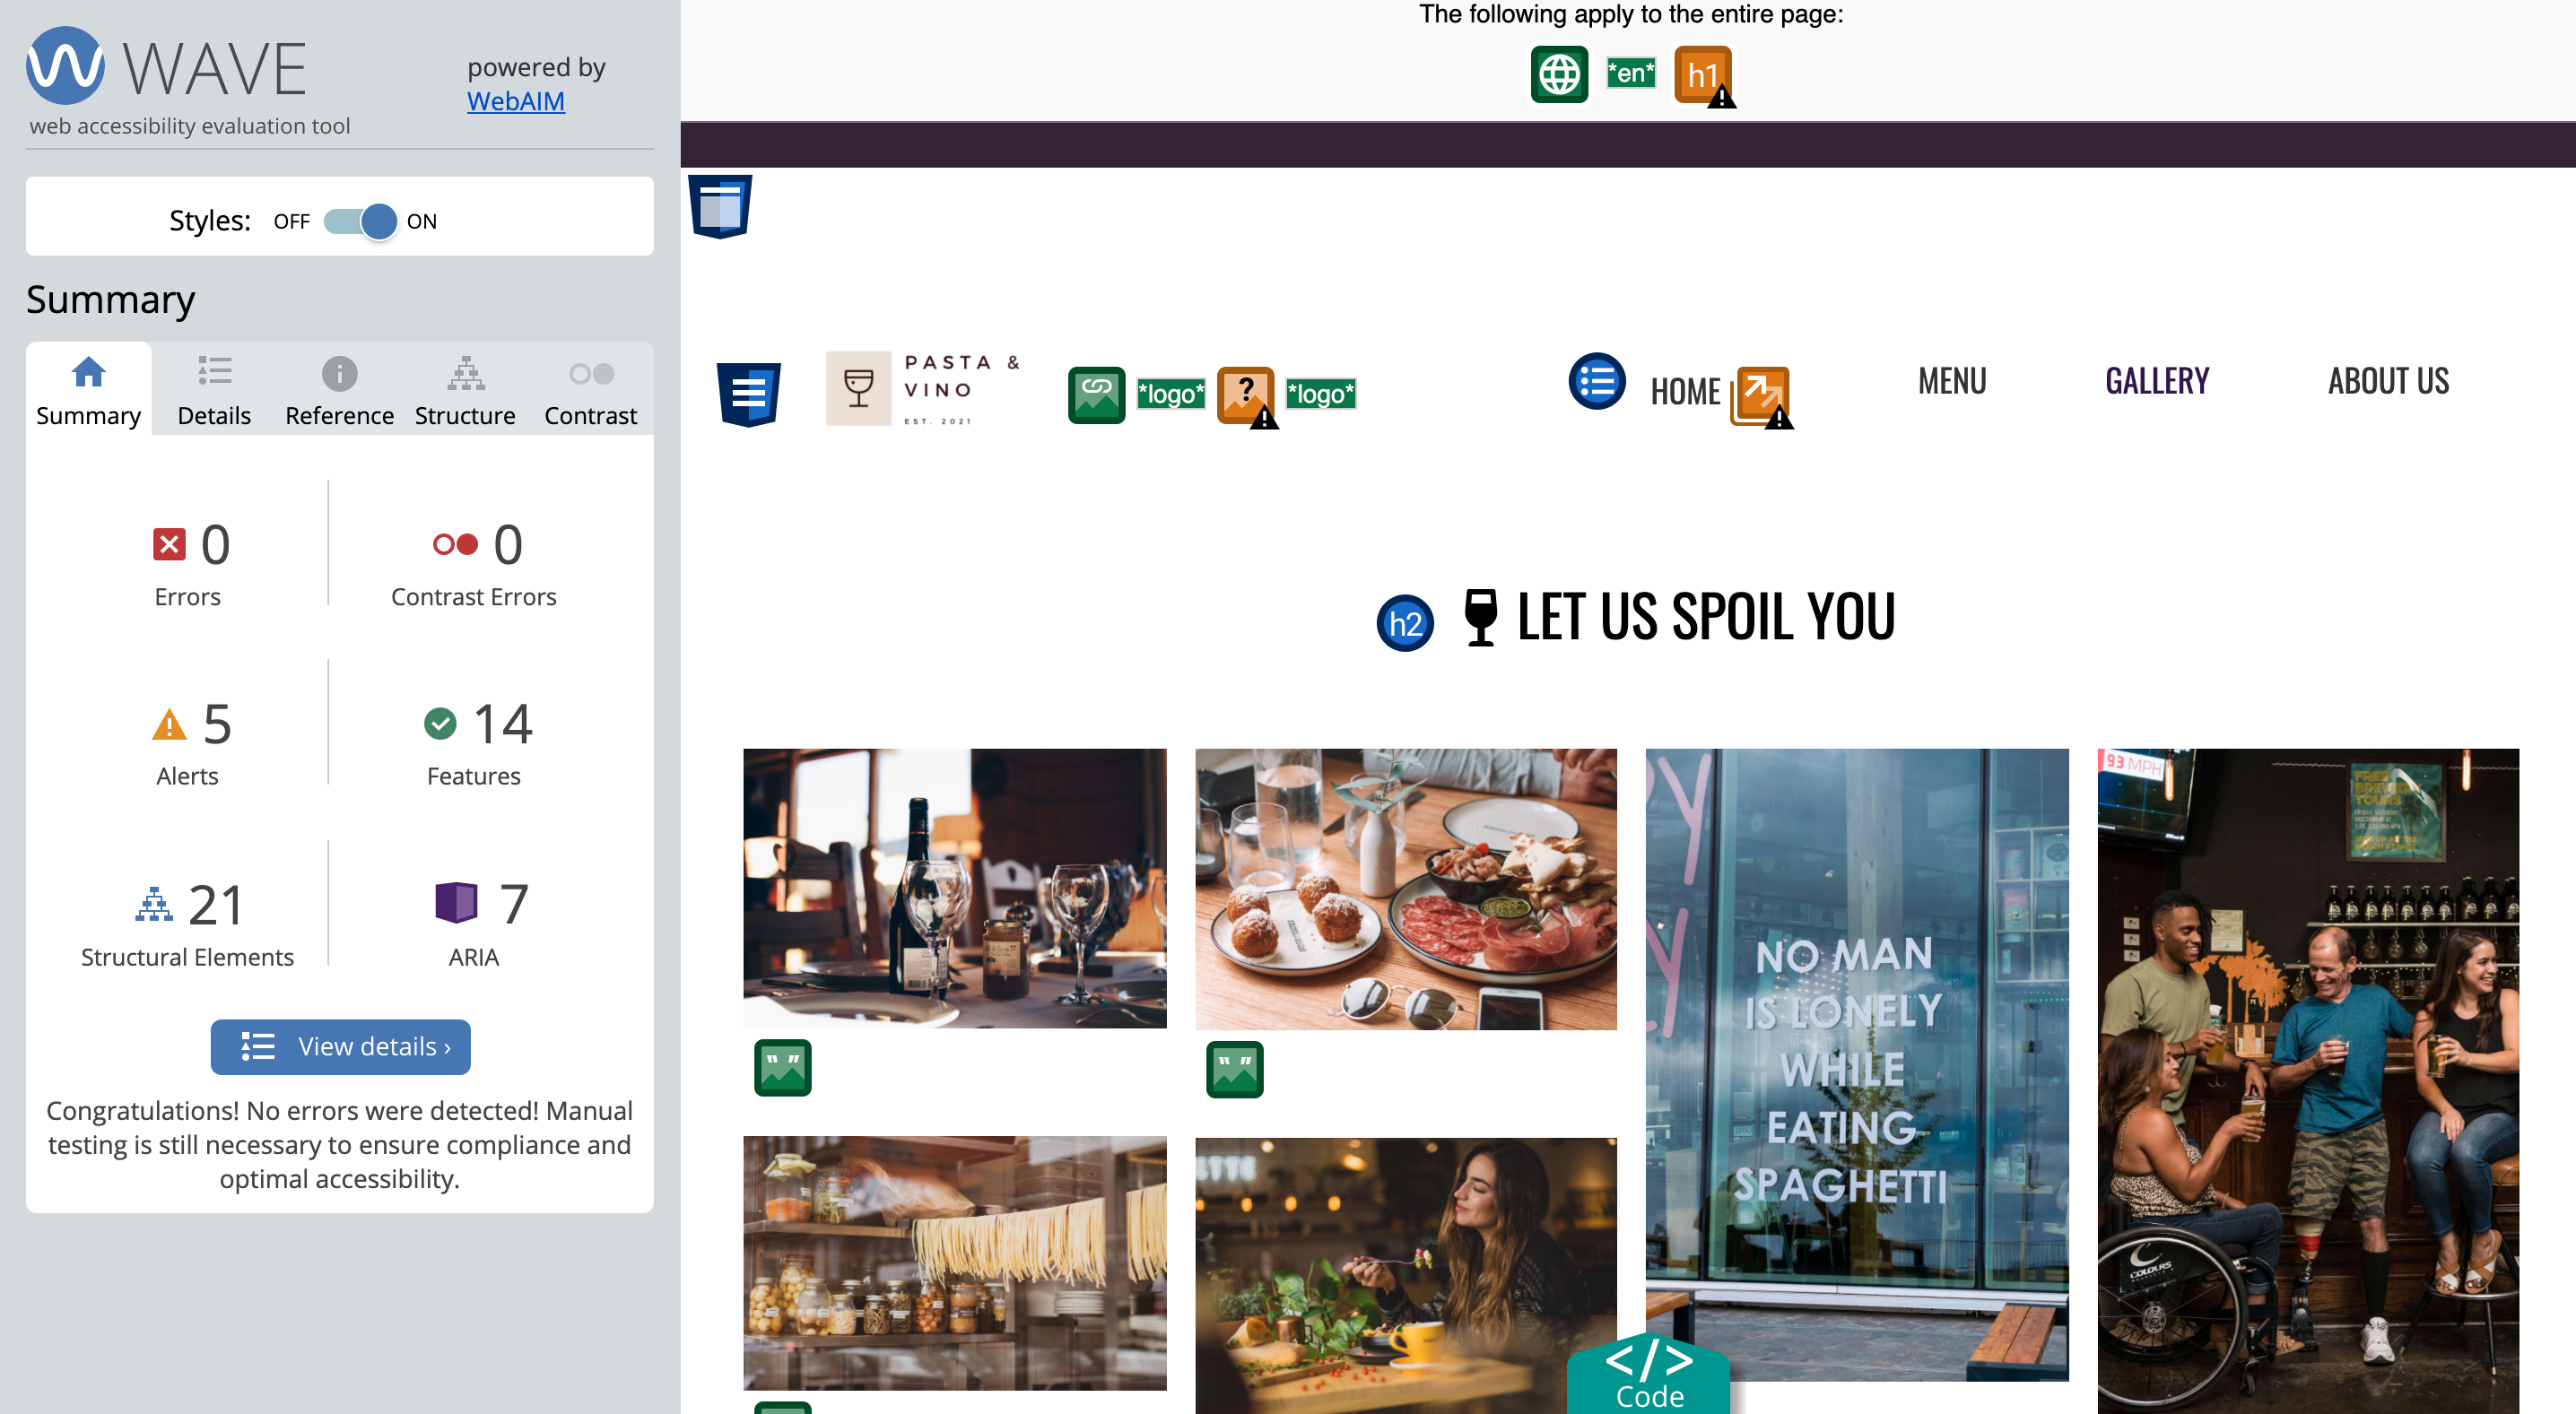 WAVE
powered by
WebAIM
web accessibility evaluation tool
Styles: OFF ON
Summary
Summary Details Reference Structure Contrast
0 0
Errors Contrast Errors
5 14
Alerts Features
21 7
Structural Elements ARIA
View details ›
Congratulations! No errors were detected! Manual
testing is still necessary to ensure compliance and
optimal accessibility.
The following apply to the entire page:
*en* h1
PASTA &
VINO
EST. 2021
*logo* ? *logo*
HOME MENU GALLERY ABOUT US
h2 LET US SPOIL YOU
NO MAN
IS LONELY
WHILE
EATING
SPAGHETTI
93 MPH
FREE
BREWERY
TOURS
COLOURS
</>
Code